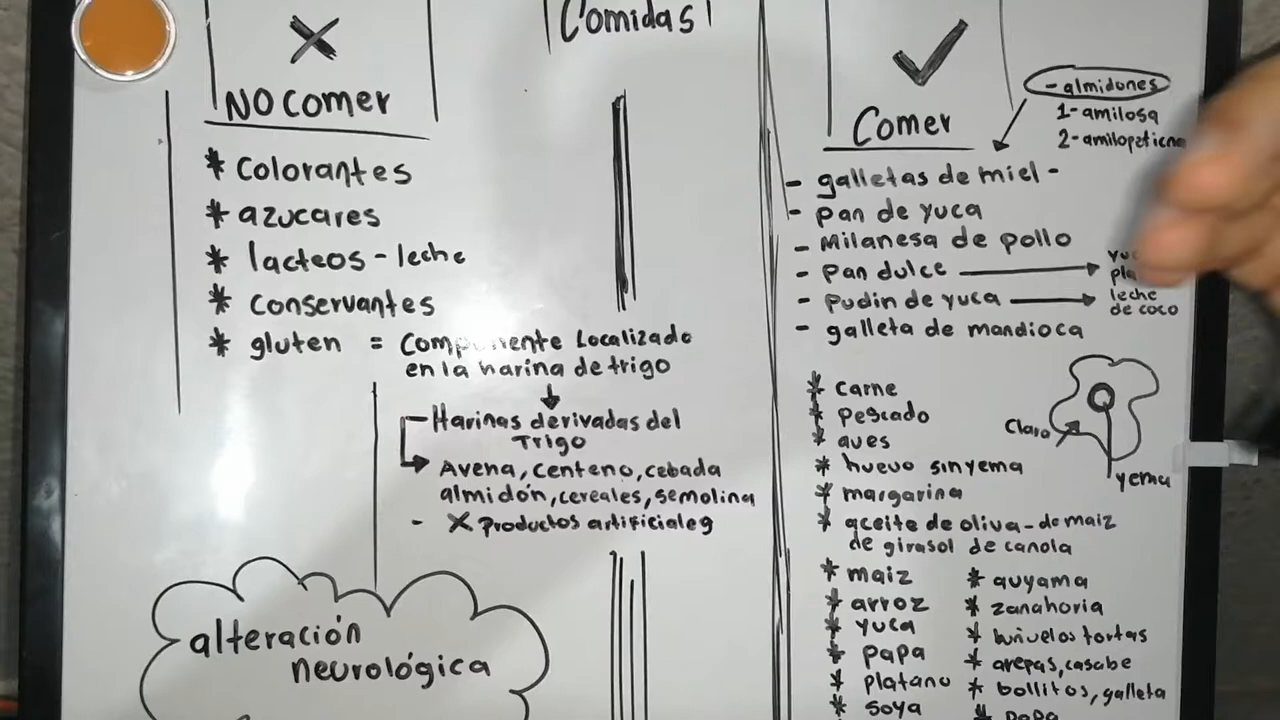 Comidas
NO comer
* Colorantes
* azucares
* lacteos - leche
* conservantes
* gluten = Componente Localizado
en la harina de trigo
- Harinas derivadas del
Trigo
Avena, centeno, cebada
almidón, cereales, semolina
- X productos artificiales
alteración
neurológica
Comer
- almidones
1- amilosa
- galletas de miel -
- pan de yuca
- Milanesa de pollo
- pan dulce
- pudin de yuca
leche
de coco
- galleta de mandioca
* carne
* pescado
* aves
* huevo sin yema
* margarina
* aceite de oliva - de maiz
de girasol de canola
Clara
yema
* maiz
* arroz
* yuca
* papa
* platano
* soya
* auyama
* zanahoria
* buñuelos tortas
* arepas, casabe
* bollitos, galleta